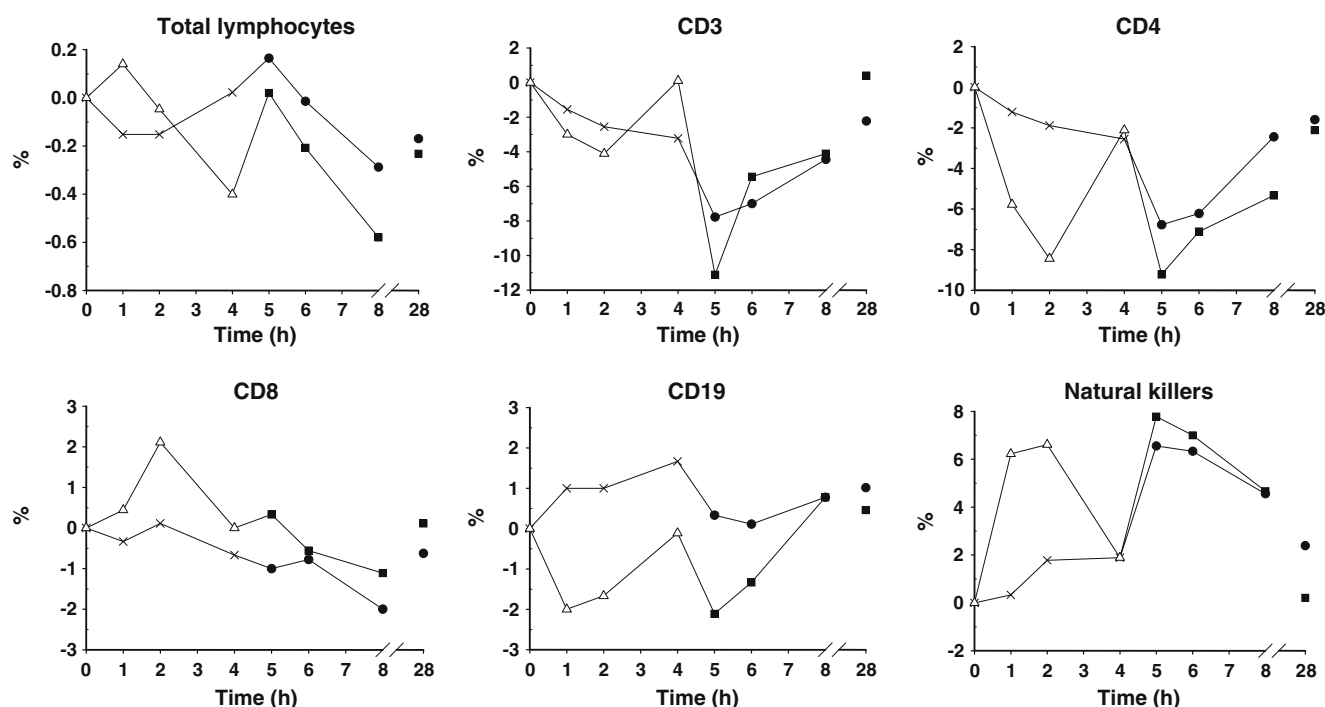 Total lymphocytes
0.2
0.0
-0.2
-0.4
-0.6
-0.8
%
0 1 2 3 4 5 6 7 8 28
Time (h)
CD3
2
0
-2
-4
-6
-8
-10
-12
%
0 1 2 3 4 5 6 7 8 28
Time (h)
CD4
2
0
-2
-4
-6
-8
-10
%
0 1 2 3 4 5 6 7 8 28
Time (h)
CD8
3
2
1
0
-1
-2
-3
%
0 1 2 3 4 5 6 7 8 28
Time (h)
CD19
3
2
1
0
-1
-2
-3
%
0 1 2 3 4 5 6 7 8 28
Time (h)
Natural killers
8
6
4
2
0
-2
%
0 1 2 3 4 5 6 7 8 28
Time (h)